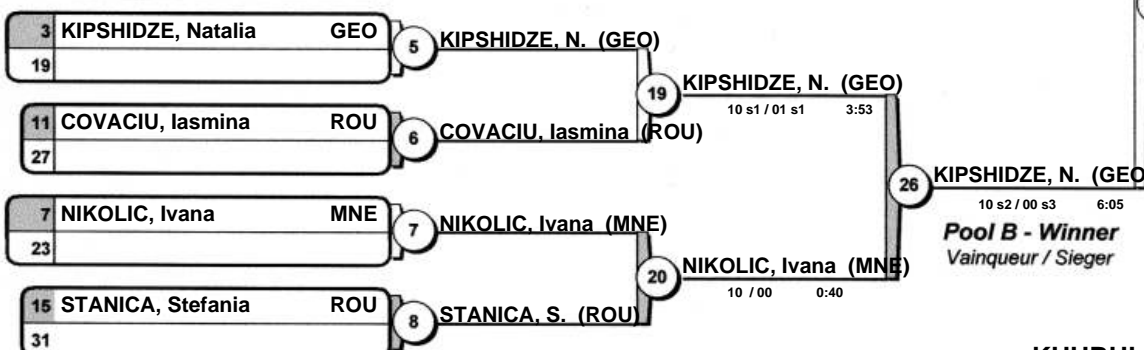 3 KIPSHIDZE, Natalia GEO
19
5 KIPSHIDZE, N. (GEO)
19 KIPSHIDZE, N. (GEO)
10 s1 / 01 s1 3:53
11 COVACIU, Iasmina ROU
27
6 COVACIU, Iasmina (ROU)
26 KIPSHIDZE, N. (GEO
10 s2 / 00 s3 6:05
Pool B - Winner
Vainqueur / Sieger
7 NIKOLIC, Ivana MNE
23
7 NIKOLIC, Ivana (MNE)
20 NIKOLIC, Ivana (MNE)
10 / 00 0:40
15 STANICA, Stefania ROU
31
8 STANICA, S. (ROU)